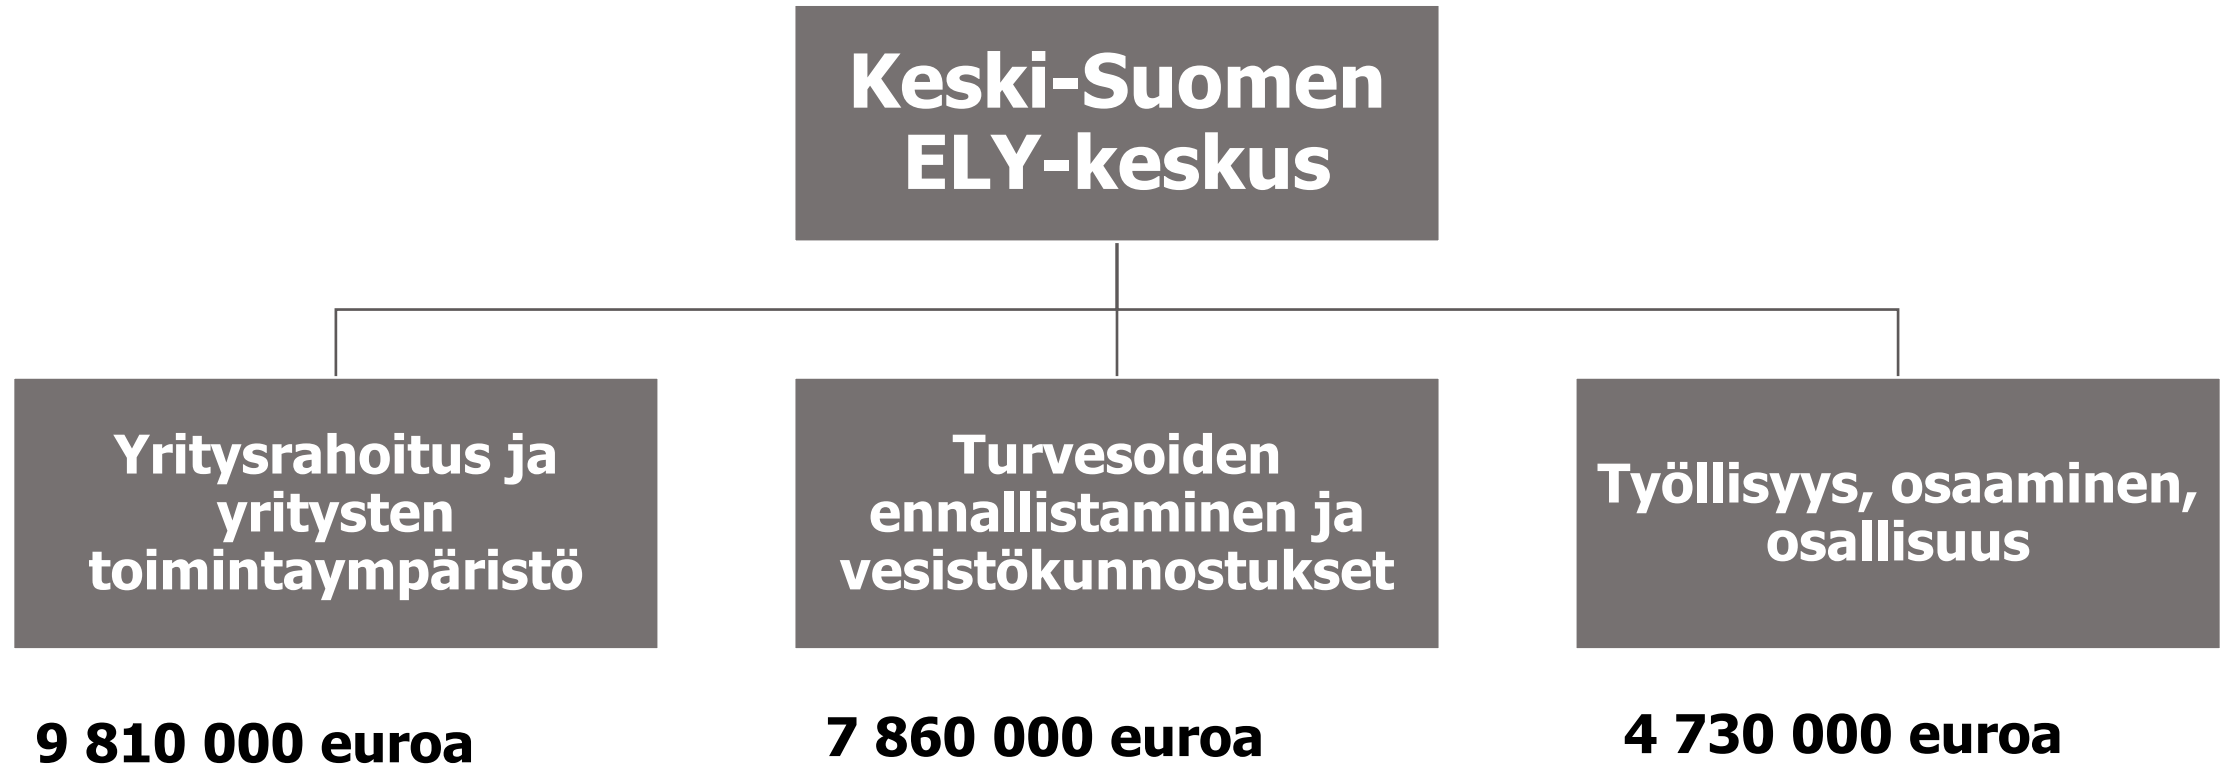 Keski-Suomen
ELY-keskus
Yritysrahoitus ja
yritysten
toimintaympäristö
Turvesoiden
ennallistaminen ja
vesistökunnostukset
Työllisyys, osaaminen,
osallisuus
9 810 000 euroa
7 860 000 euroa
4 730 000 euroa